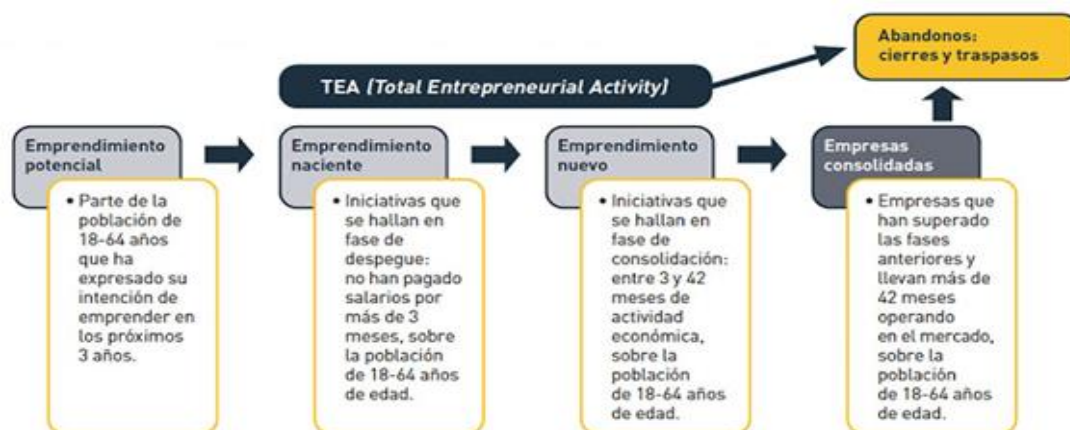 Abandonos:
cierres y traspasos
TEA (Total Entrepreneurial Activity)
Emprendimiento
potencial
• Parte de la
población de
18-64 años
que ha
expresado su
intención de
emprender en
los próximos
3 años.
Emprendimiento
naciente
• Iniciativas que
se hallan en
fase de
despegue:
no han pagado
salarios por
más de 3
meses, sobre
la población
de 18-64 años
de edad.
Emprendimiento
nuevo
• Iniciativas que
se hallan en
fase de
consolidación:
entre 3 y 42
meses de
actividad
económica,
sobre la
población
de 18-64 años
de edad.
Empresas
consolidadas
• Empresas que
han superado
las fases
anteriores y
llevan más de
42 meses
operando
en el mercado,
sobre la
población
de 18-64 años
de edad.